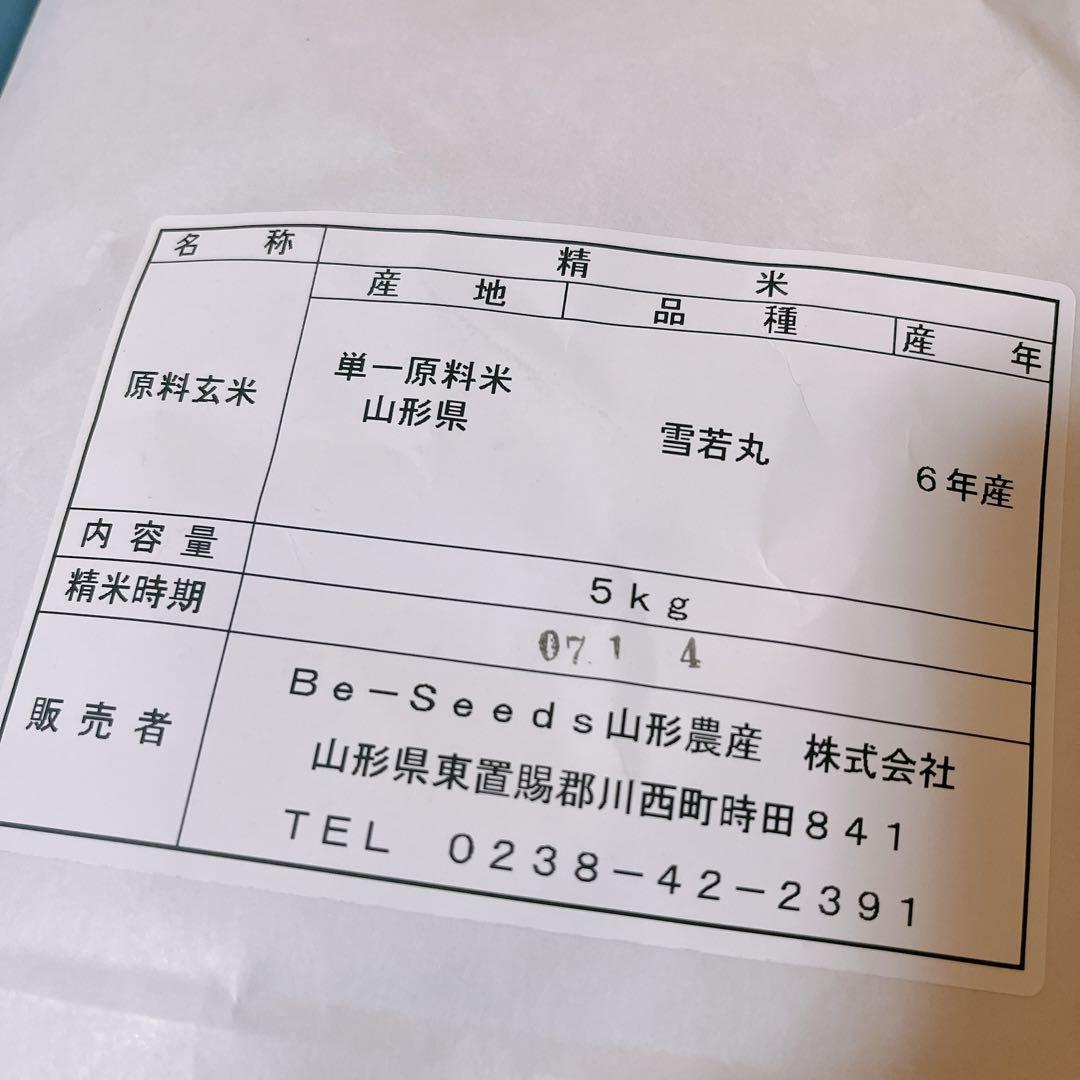 名称 精米
産地 品種 産年
原料玄米 単一原料米 山形県 雪若丸 6年産
内容量 5kg
精米時期 07.1 4
販売者 Be-Seeds山形農産 株式会社
山形県東置賜郡川西町時田841
TEL 0238-42-2391